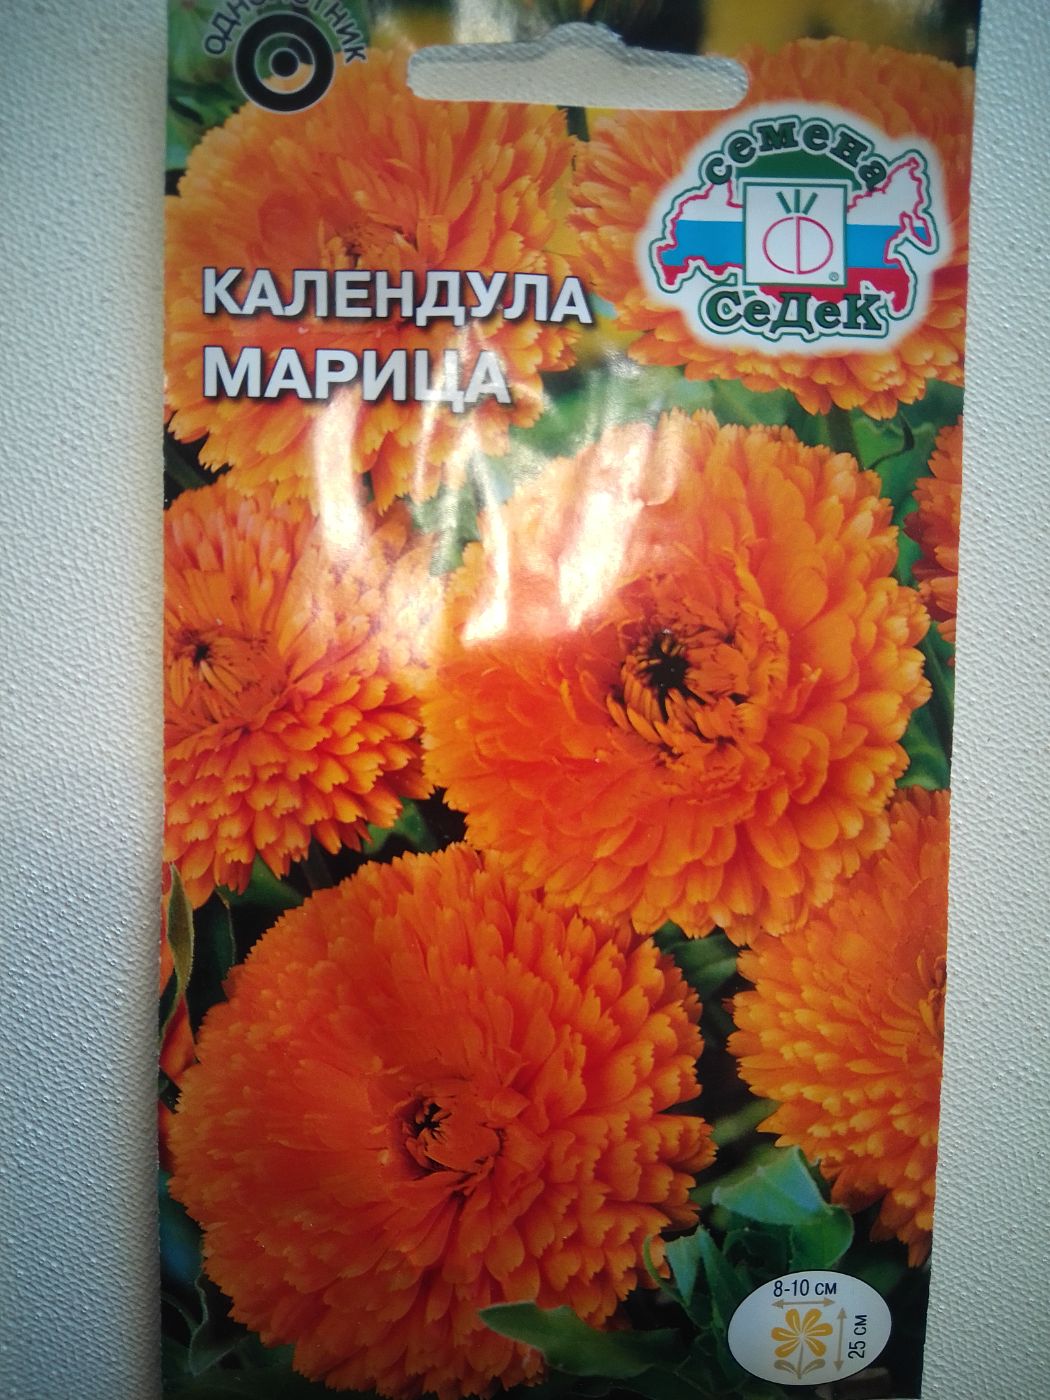 ОДНОЛЕТНИК
семена
СеДеК
®
КАЛЕНДУЛА
МАРИЦА
8-10 см
25 см